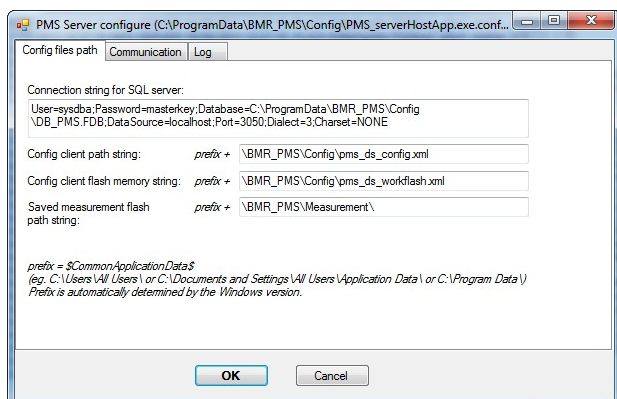 PMS Server configure (C:\ProgramData\BMR_PMS\Config\PMS_serverHostApp.exe.conf...
Config files path Communication Log
Connection string for SQL server:
User=sysdba;Password=masterkey;Database=C:\ProgramData\BMR_PMS\Config
\DB_PMS.FDB;DataSource=localhost;Port=3050;Dialect=3;Charset=NONE
Config client path string: prefix + \BMR_PMS\Config\pms_ds_config.xml
Config client flash memory string: prefix + \BMR_PMS\Config\pms_ds_workflash.xml
Saved measurement flash prefix + \BMR_PMS\Measurement\
path string:
prefix = $CommonApplicationData$
(eg. C:\Users\All Users\ or C:\Documents and Settings\All Users\Application Data\ or C:\Program Data\)
Prefix is automatically determined by the Windows version.
OK Cancel